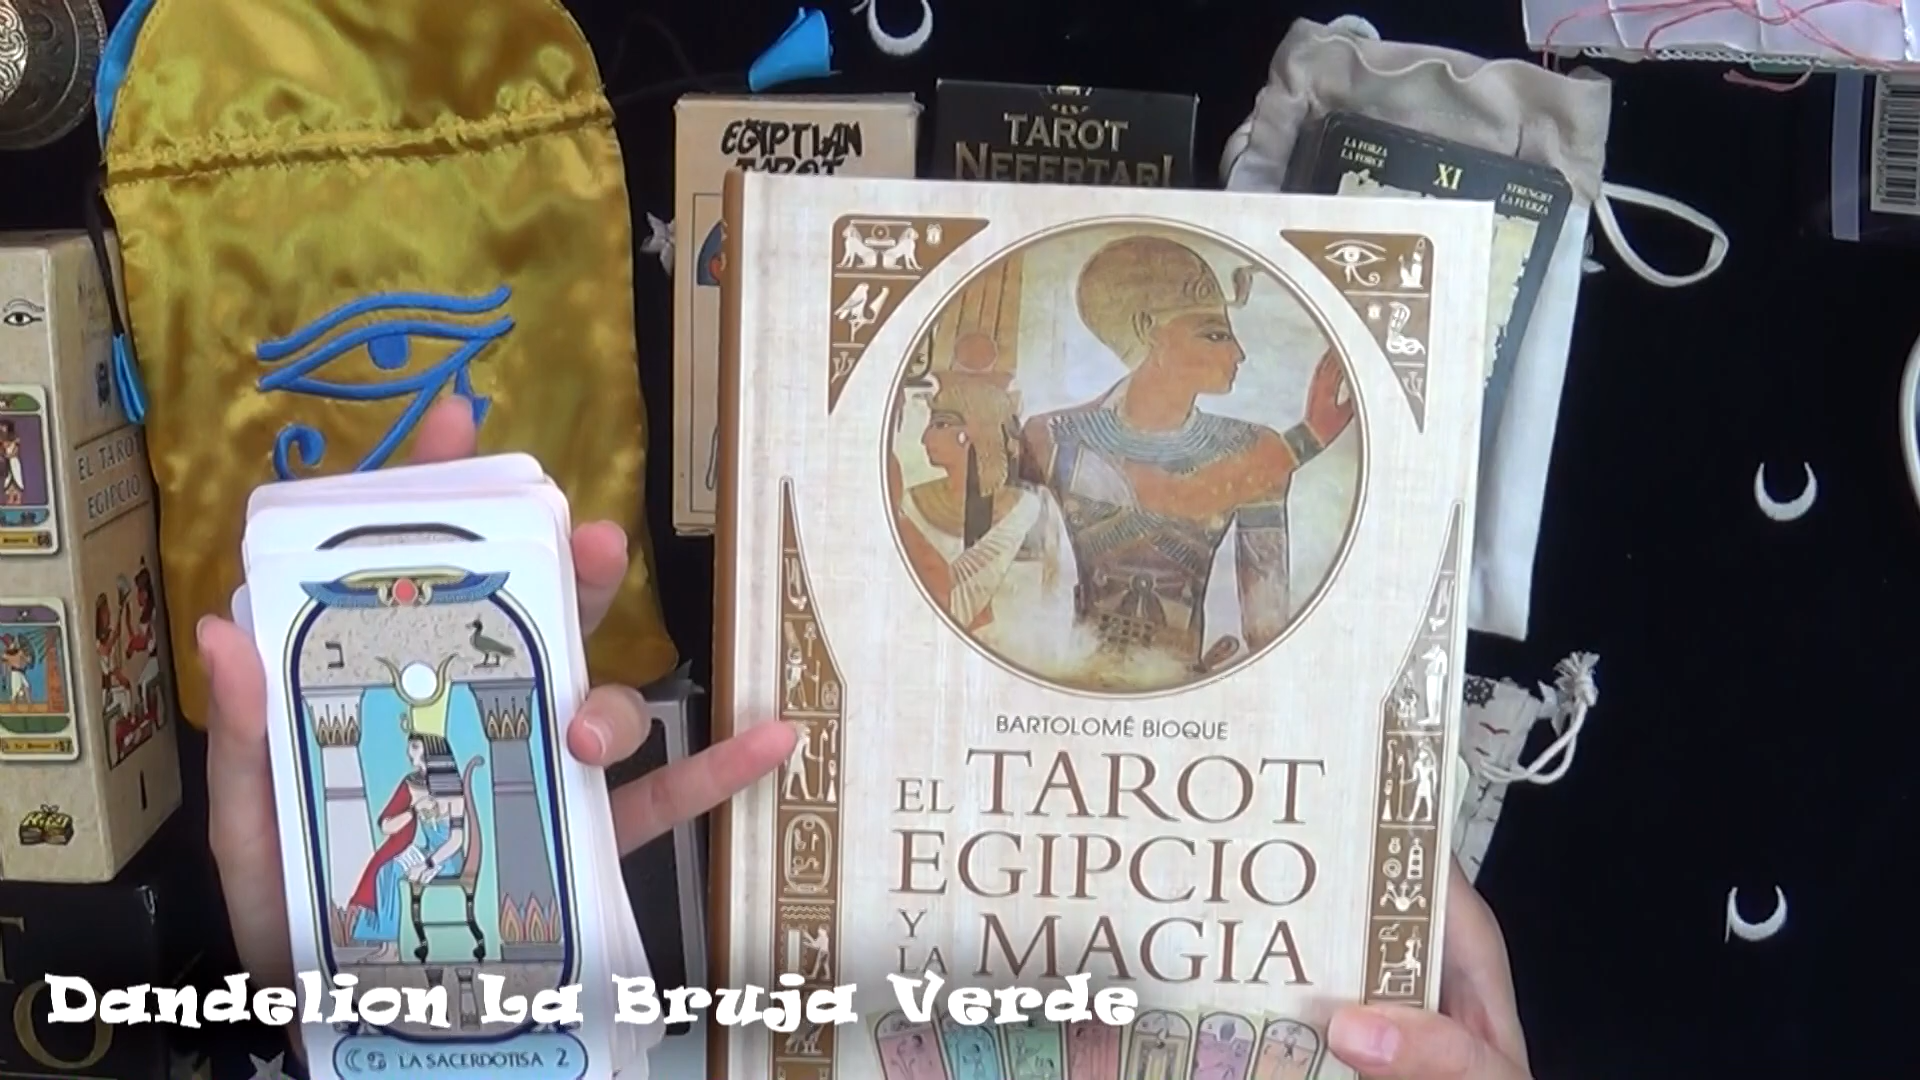 EGIPTIAN
TAROT
TAROT
NEFERTARI
LA FORZA
LA FORCE
XI
STRENGHT
LA FUERZA
EL TAROT
EGIPCIO
ב
BARTOLOMÉ BIOQUE
EL TAROT
EGIPCIO
Y
LA MAGIA
Dandelion La Bruja Verde
LA SACERDOTISA 2